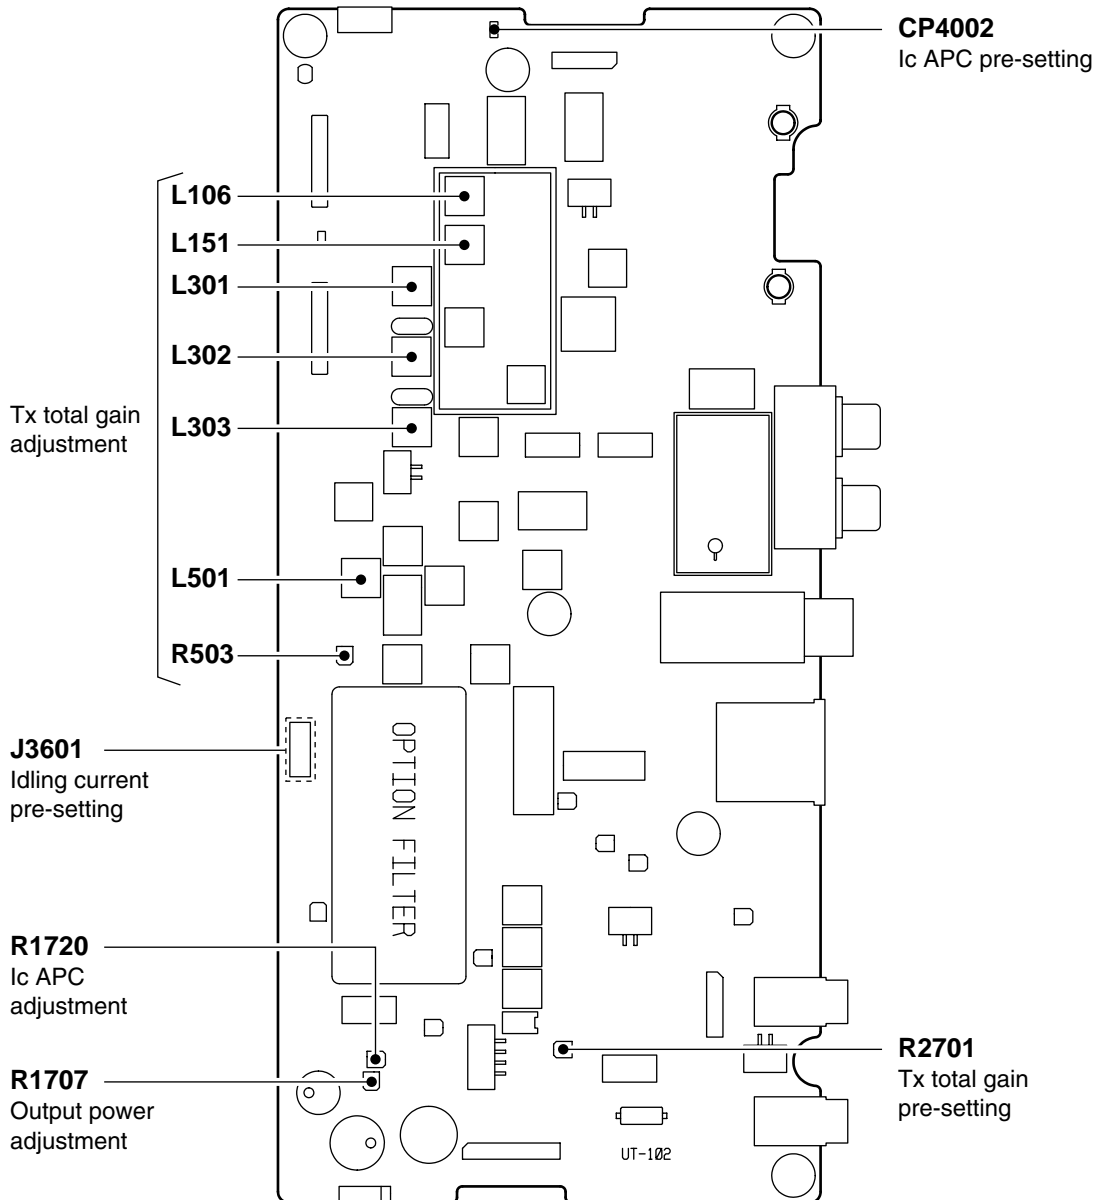 CP4002
Ic APC pre-setting
L106
L151
L301
L302
Tx total gain
adjustment
L303
L501
R503
J3601
Idling current
pre-setting
OPTION FILTER
R1720
Ic APC
adjustment
R1707
Output power
adjustment
R2701
Tx total gain
pre-setting
UT-102